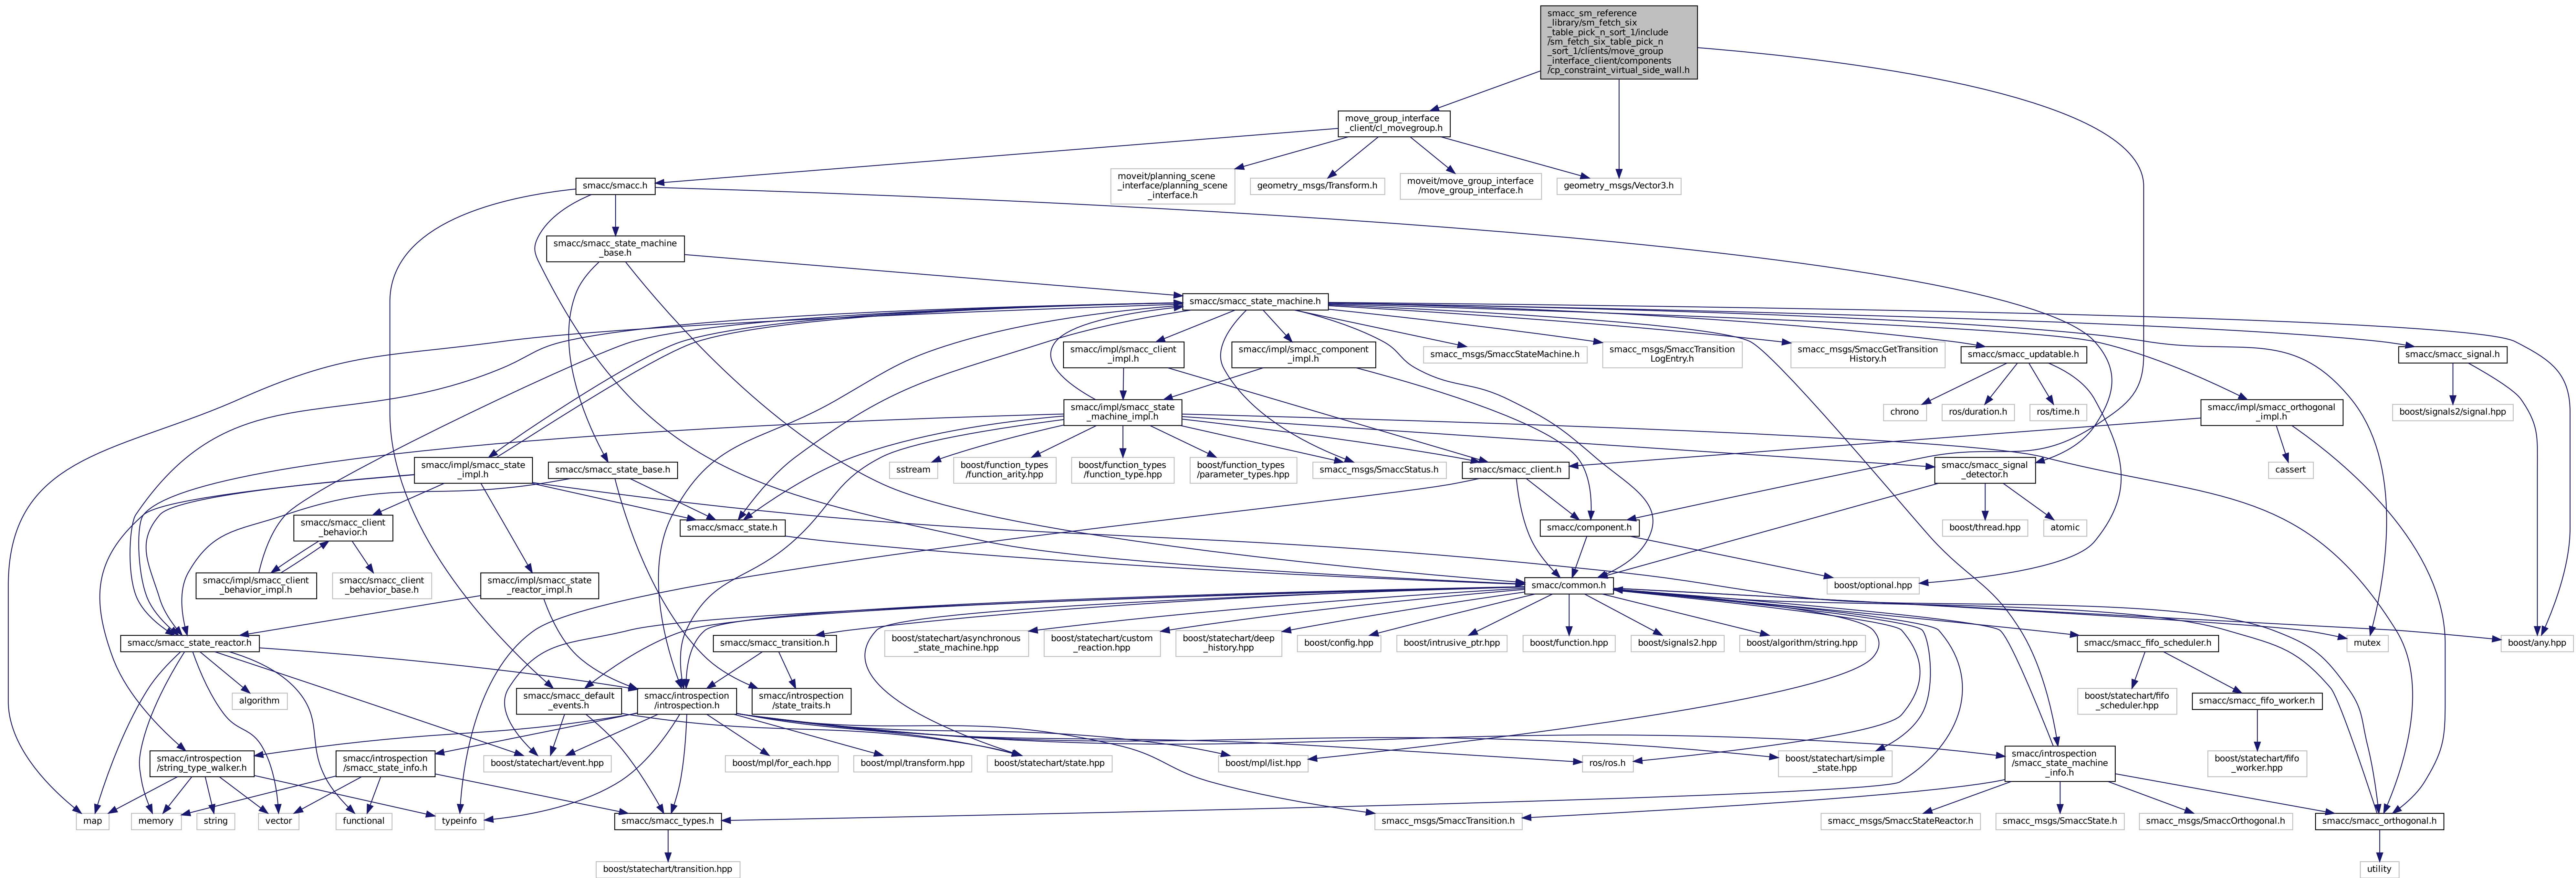 smacc_sm_reference
_library/sm_fetch_six
_table_pick_n_sort_1/include
/sm_fetch_six_table_pick_n
_sort_1/clients/move_group
_interface_client/components
/cp_constraint_virtual_side_wall.h
move_group_interface
_client/cl_movegroup.h
smacc/smacc.h
moveit/planning_scene
_interface/planning_scene
_interface.h
geometry_msgs/Transform.h
moveit/move_group_interface
/move_group_interface.h
geometry_msgs/Vector3.h
smacc/smacc_state_machine
_base.h
smacc/smacc_state_machine.h
smacc/impl/smacc_client
_impl.h
smacc/impl/smacc_component
_impl.h
smacc_msgs/SmaccStateMachine.h
smacc_msgs/SmaccTransition
LogEntry.h
smacc_msgs/SmaccGetTransition
History.h
smacc/smacc_updatable.h
smacc/smacc_signal.h
smacc/impl/smacc_state
_machine_impl.h
chrono
ros/duration.h
ros/time.h
smacc/impl/smacc_orthogonal
_impl.h
boost/signals2/signal.hpp
smacc/impl/smacc_state
_impl.h
smacc/smacc_state_base.h
sstream
boost/function_types
/function_arity.hpp
boost/function_types
/function_type.hpp
boost/function_types
/parameter_types.hpp
smacc_msgs/SmaccStatus.h
smacc/smacc_client.h
smacc/smacc_signal
_detector.h
cassert
smacc/smacc_client
_behavior.h
smacc/smacc_state.h
smacc/component.h
boost/thread.hpp
atomic
smacc/impl/smacc_client
_behavior_impl.h
smacc/smacc_client
_behavior_base.h
smacc/impl/smacc_state
_reactor_impl.h
smacc/common.h
boost/optional.hpp
smacc/smacc_state_reactor.h
smacc/smacc_transition.h
boost/statechart/asynchronous
_state_machine.hpp
boost/statechart/custom
_reaction.hpp
boost/statechart/deep
_history.hpp
boost/config.hpp
boost/intrusive_ptr.hpp
boost/function.hpp
boost/signals2.hpp
boost/algorithm/string.hpp
smacc/smacc_fifo_scheduler.h
mutex
boost/any.hpp
algorithm
smacc/smacc_default
_events.h
smacc/introspection
/introspection.h
smacc/introspection
/state_traits.h
boost/statechart/fifo
_scheduler.hpp
smacc/smacc_fifo_worker.h
smacc/introspection
/string_type_walker.h
smacc/introspection
/smacc_state_info.h
boost/statechart/event.hpp
boost/mpl/for_each.hpp
boost/mpl/transform.hpp
boost/statechart/state.hpp
boost/mpl/list.hpp
ros/ros.h
boost/statechart/simple
_state.hpp
smacc/introspection
/smacc_state_machine
_info.h
boost/statechart/fifo
_worker.hpp
map
memory
string
vector
functional
typeinfo
smacc/smacc_types.h
smacc_msgs/SmaccTransition.h
smacc_msgs/SmaccStateReactor.h
smacc_msgs/SmaccState.h
smacc_msgs/SmaccOrthogonal.h
smacc/smacc_orthogonal.h
boost/statechart/transition.hpp
utility